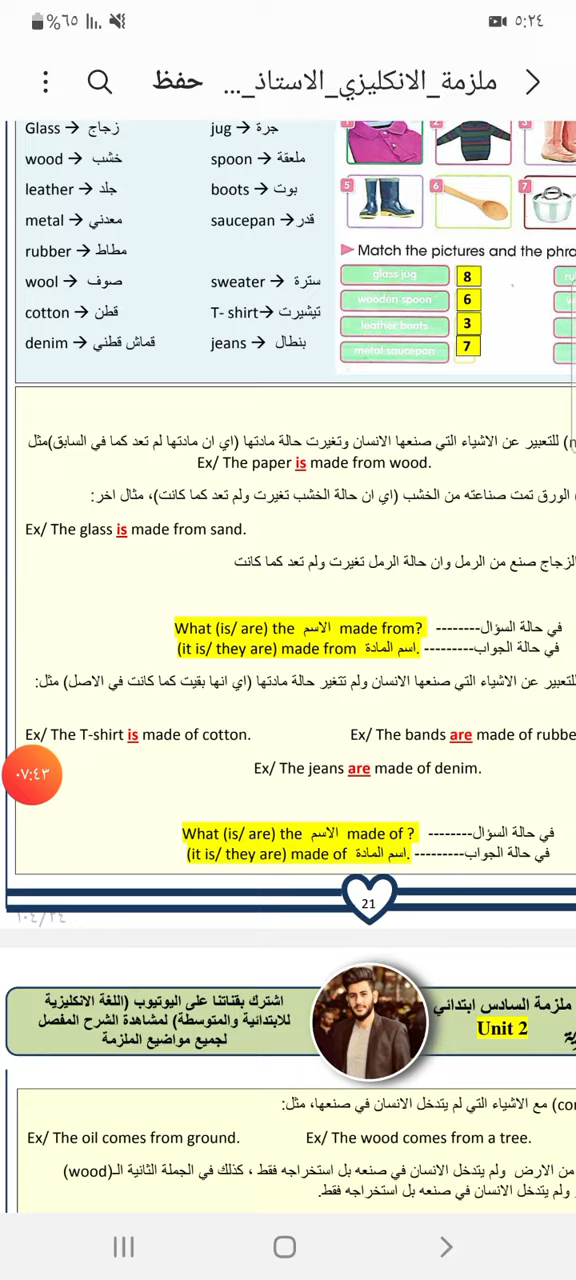 ٥:٢٤
%٦٥
ملزمة_الانكليزي_الاستاذ_...
حفظ
Glass → زجاج jug → جرة
wood → خشب spoon → ملعقة
leather → جلد boots → بوت
metal → معدني saucepan → قدر
rubber → مطاط
wool → صوف sweater → سترة
cotton → قطن T- shirt → تيشيرت
denim → قماش قطني jeans → بنطال
5 6 7
Match the pictures and the phra
glass jug 8
wooden spoon 6
leather boots 3
metal saucepan 7
) للتعبير عن الاشياء التي صنعها الانسان وتغيرت حالة مادتها (اي ان مادتها لم تعد كما في السابق)مثل
Ex/ The paper is made from wood.
الورق تمت صناعته من الخشب (اي ان حالة الخشب تغيرت ولم تعد كما كانت)، مثال اخر:
Ex/ The glass is made from sand.
الزجاج صنع من الرمل وان حالة الرمل تغيرت ولم تعد كما كانت
في حالة السؤال-------- What (is/ are) the الاسم made from?
في حالة الجواب--------- (it is/ they are) made from اسم المادة.
للتعبير عن الاشياء التي صنعها الانسان ولم تتغير حالة مادتها (اي انها بقيت كما كانت في الاصل) مثل:
Ex/ The T-shirt is made of cotton. Ex/ The bands are made of rubbe
Ex/ The jeans are made of denim.
٠٧:٤٣
في حالة السؤال-------- What (is/ are) the الاسم made of ?
في حالة الجواب--------- (it is/ they are) made of اسم المادة.
21
١٠٤/٢٤
ملزمة السادس ابتدائي
Unit 2
اشترك بقناتنا على اليوتيوب (اللغة الانكليزية
للابتدائية والمتوسطة) لمشاهدة الشرح المفصل
لجميع مواضيع الملزمة
(co) مع الاشياء التي لم يتدخل الانسان في صنعها، مثل:
Ex/ The oil comes from ground. Ex/ The wood comes from a tree.
من الارض ولم يتدخل الانسان في صنعه بل استخراجه فقط ، كذلك في الجملة الثانية الـ(wood)
ولم يتدخل الانسان في صنعه بل استخراجه فقط.